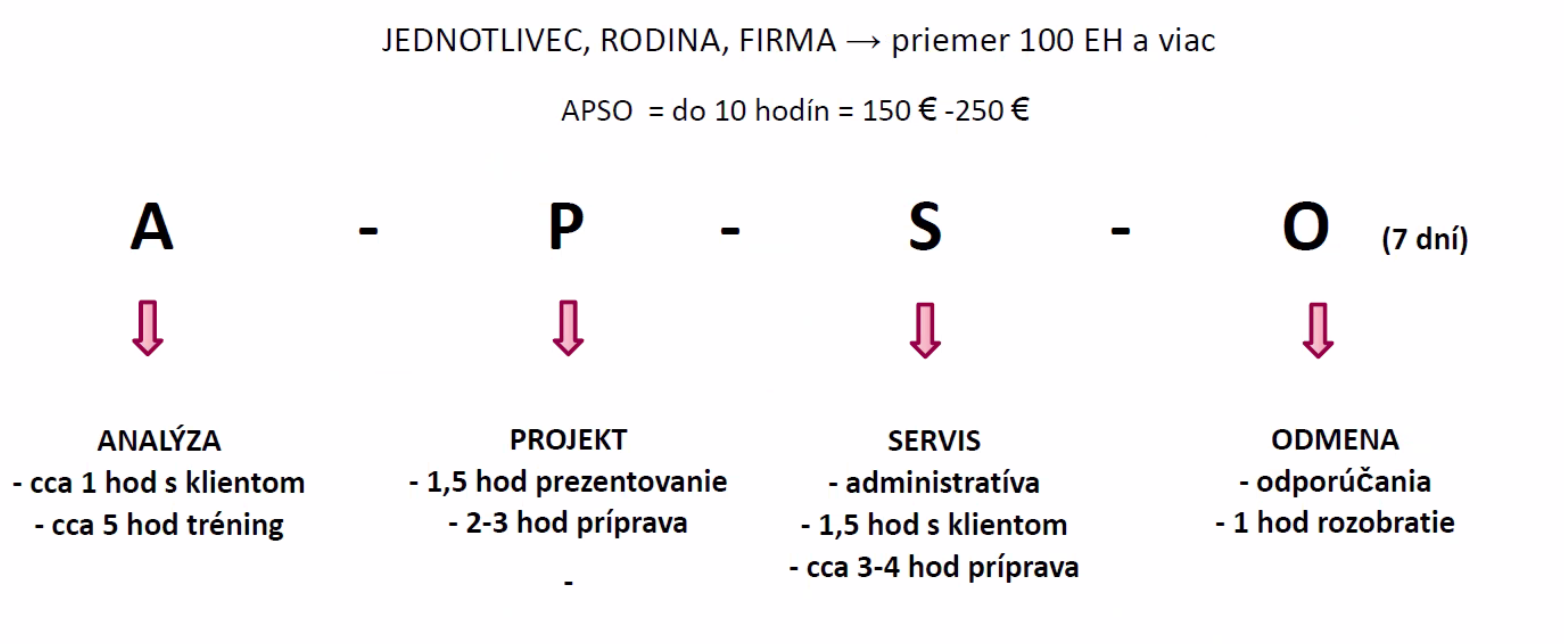 JEDNOTLIVEC, RODINA, FIRMA → priemer 100 EH a viac
APSO = do 10 hodín = 150 € -250 €
A - P - S - O (7 dní)
ANALÝZA
- cca 1 hod s klientom
- cca 5 hod tréning
PROJEKT
- 1,5 hod prezentovanie
- 2-3 hod príprava
-
SERVIS
- administratíva
- 1,5 hod s klientom
- cca 3-4 hod príprava
ODMENA
- odporúčania
- 1 hod rozobratie